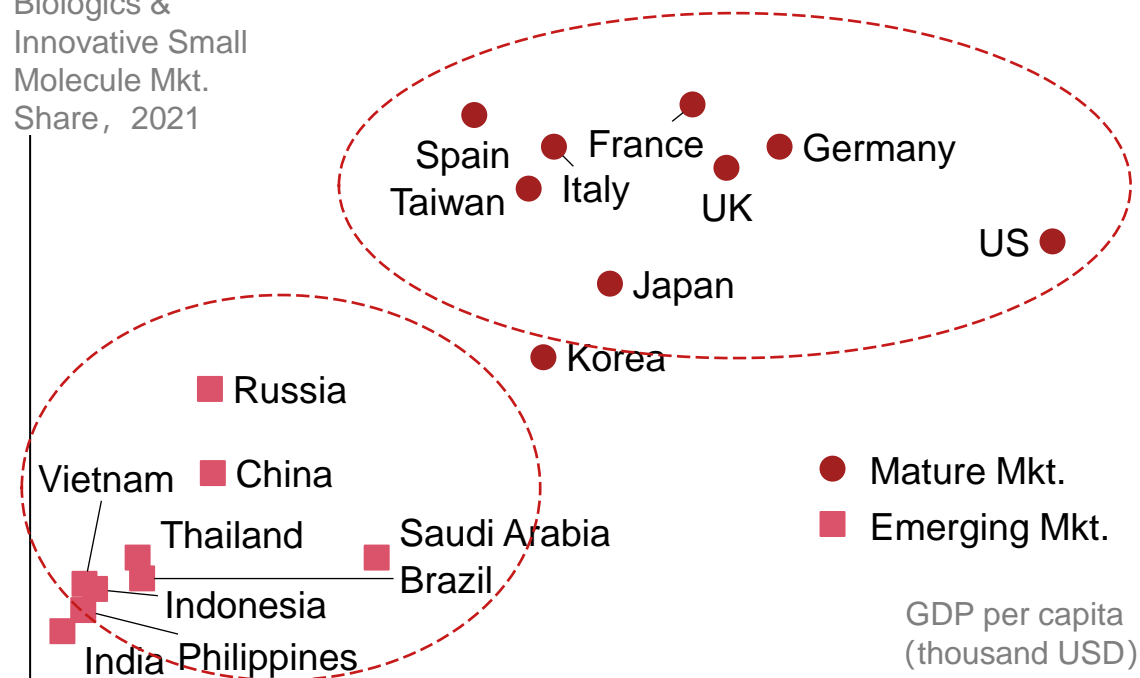 Biologics &
Innovative Small
Molecule Mkt.
Share，2021
Spain
France
Germany
Taiwan
Italy
UK
US
Japan
Korea
Russia
China
Vietnam
Thailand
Saudi Arabia
Brazil
Indonesia
India
Philippines
Mature Mkt.
Emerging Mkt.
GDP per capita
(thousand USD)